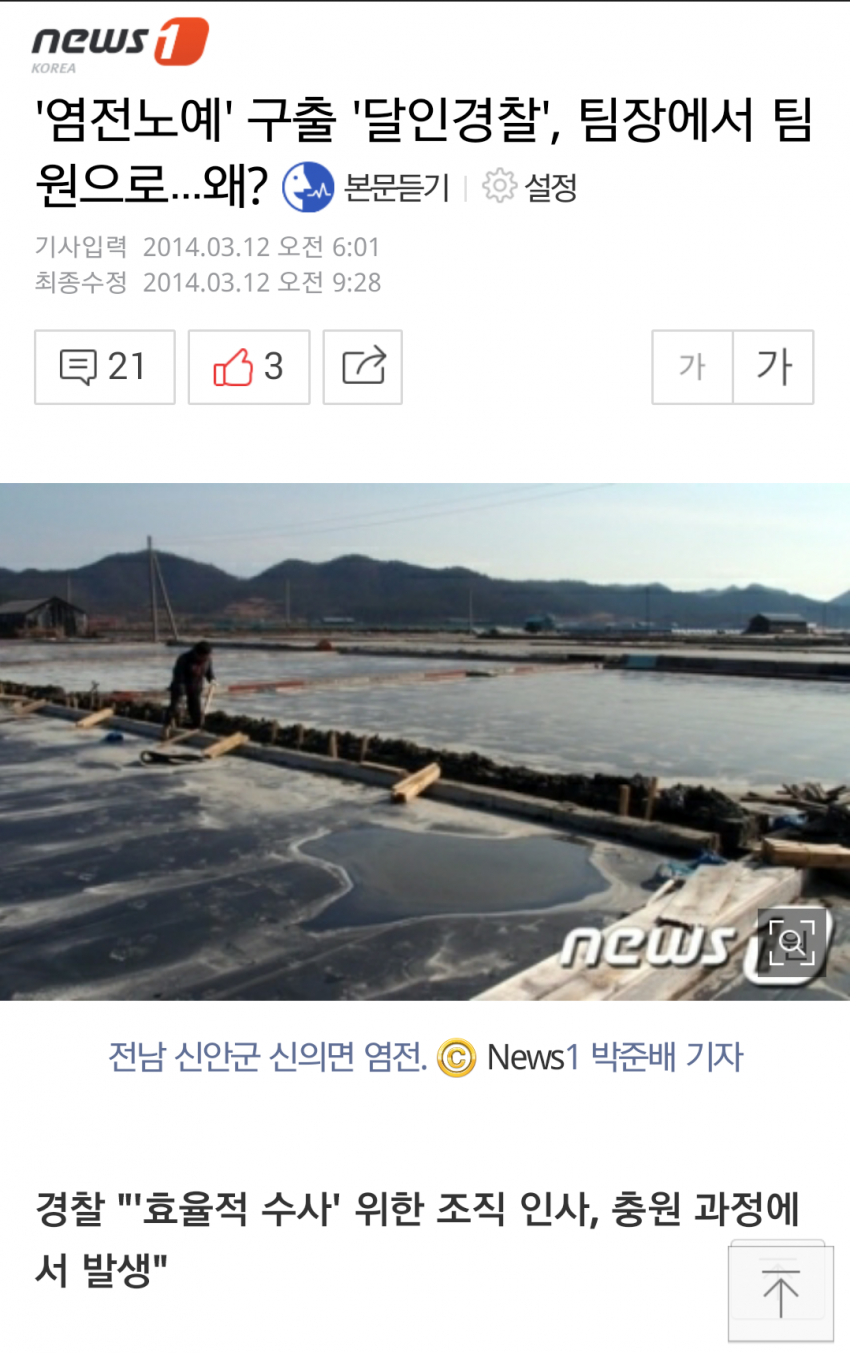 news1
KOREA
'염전노예' 구출 '달인경찰', 팀장에서 팀
원으로...왜? 본문듣기 | 설정
기사입력 2014.03.12 오전 6:01
최종수정 2014.03.12 오전 9:28
21 3 가 가
news1
전남 신안군 신의면 염전. © News1 박준배 기자
경찰 "'효율적 수사' 위한 조직 인사, 충원 과정에
서 발생"